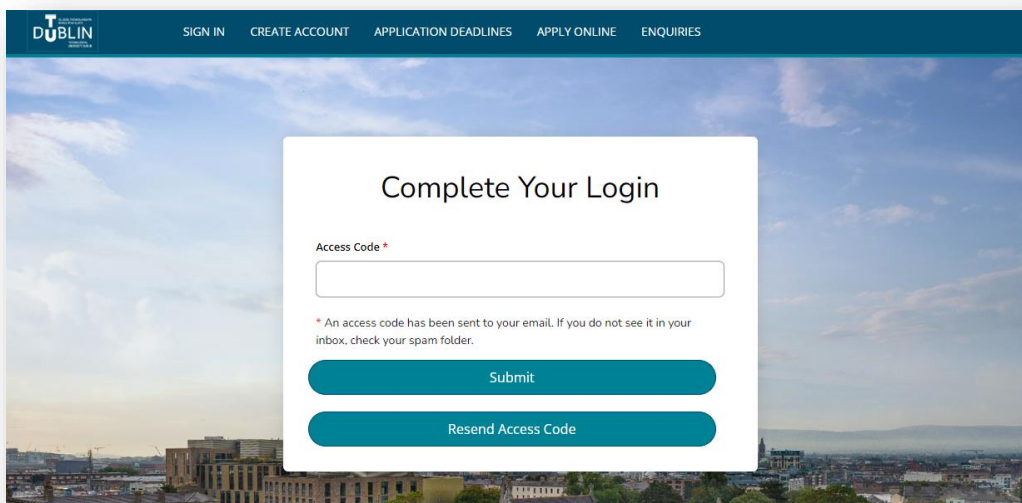 DUBLIN
SIGN IN CREATE ACCOUNT APPLICATION DEADLINES APPLY ONLINE ENQUIRIES
Complete Your Login
Access Code *
* An access code has been sent to your email. If you do not see it in your
inbox, check your spam folder.
Submit
Resend Access Code